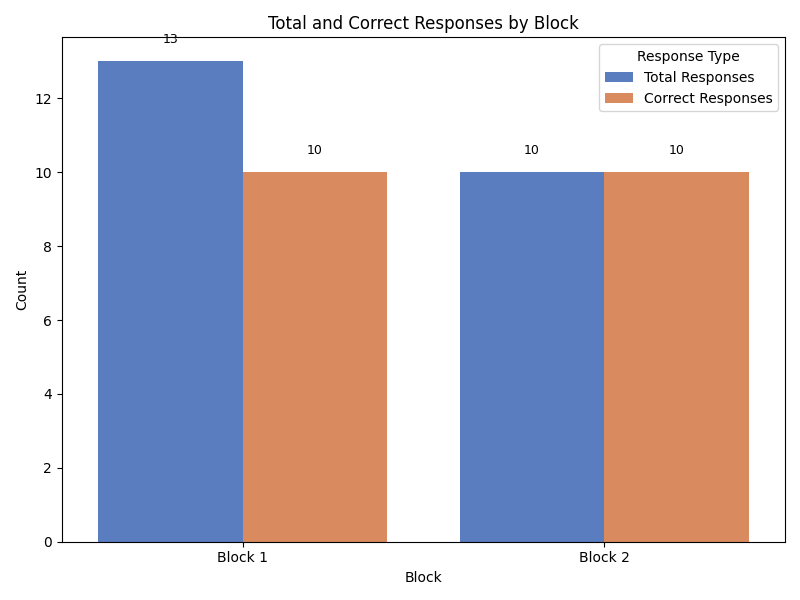 Total and Correct Responses by Block
13
Response Type
Total Responses
Correct Responses
12
10
10
10
10
8
6
4
2
0
Count
Block 1
Block 2
Block